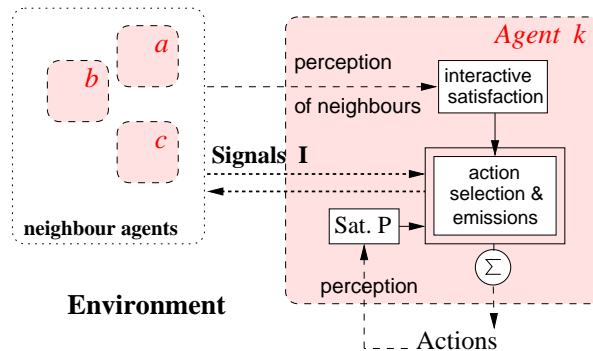 a
b
c
neighbour agents
Environment
perception
of neighbours
Signals I
Agent k
interactive
satisfaction
action
selection &
emissions
Sat. P
Σ
perception
Actions